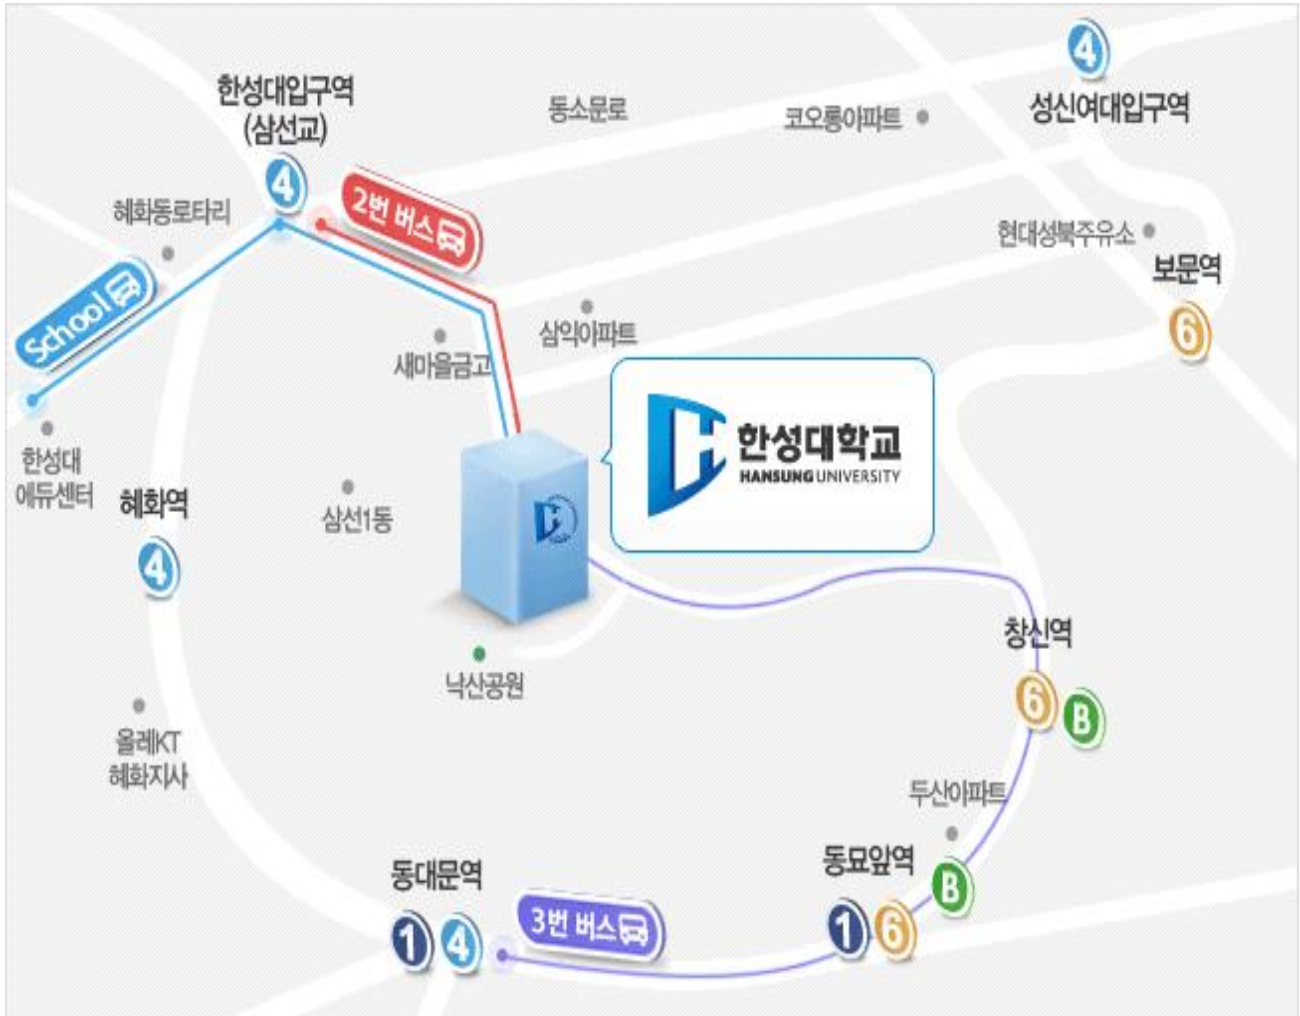 4
한성대입구역
(삼선교)
동소문로
코오롱아파트
성신여대입구역
4
2번 버스
혜화동로타리
현대성북주유소
보문역
School
6
새마을금고
삼익아파트
한성대학교
HANSUNG UNIVERSITY
한성대
에듀센터
혜화역
삼선1동
4
창신역
낙산공원
6
B
올레KT
혜화지사
두산아파트
동대문역
동묘앞역
B
3번 버스
1
4
1
6